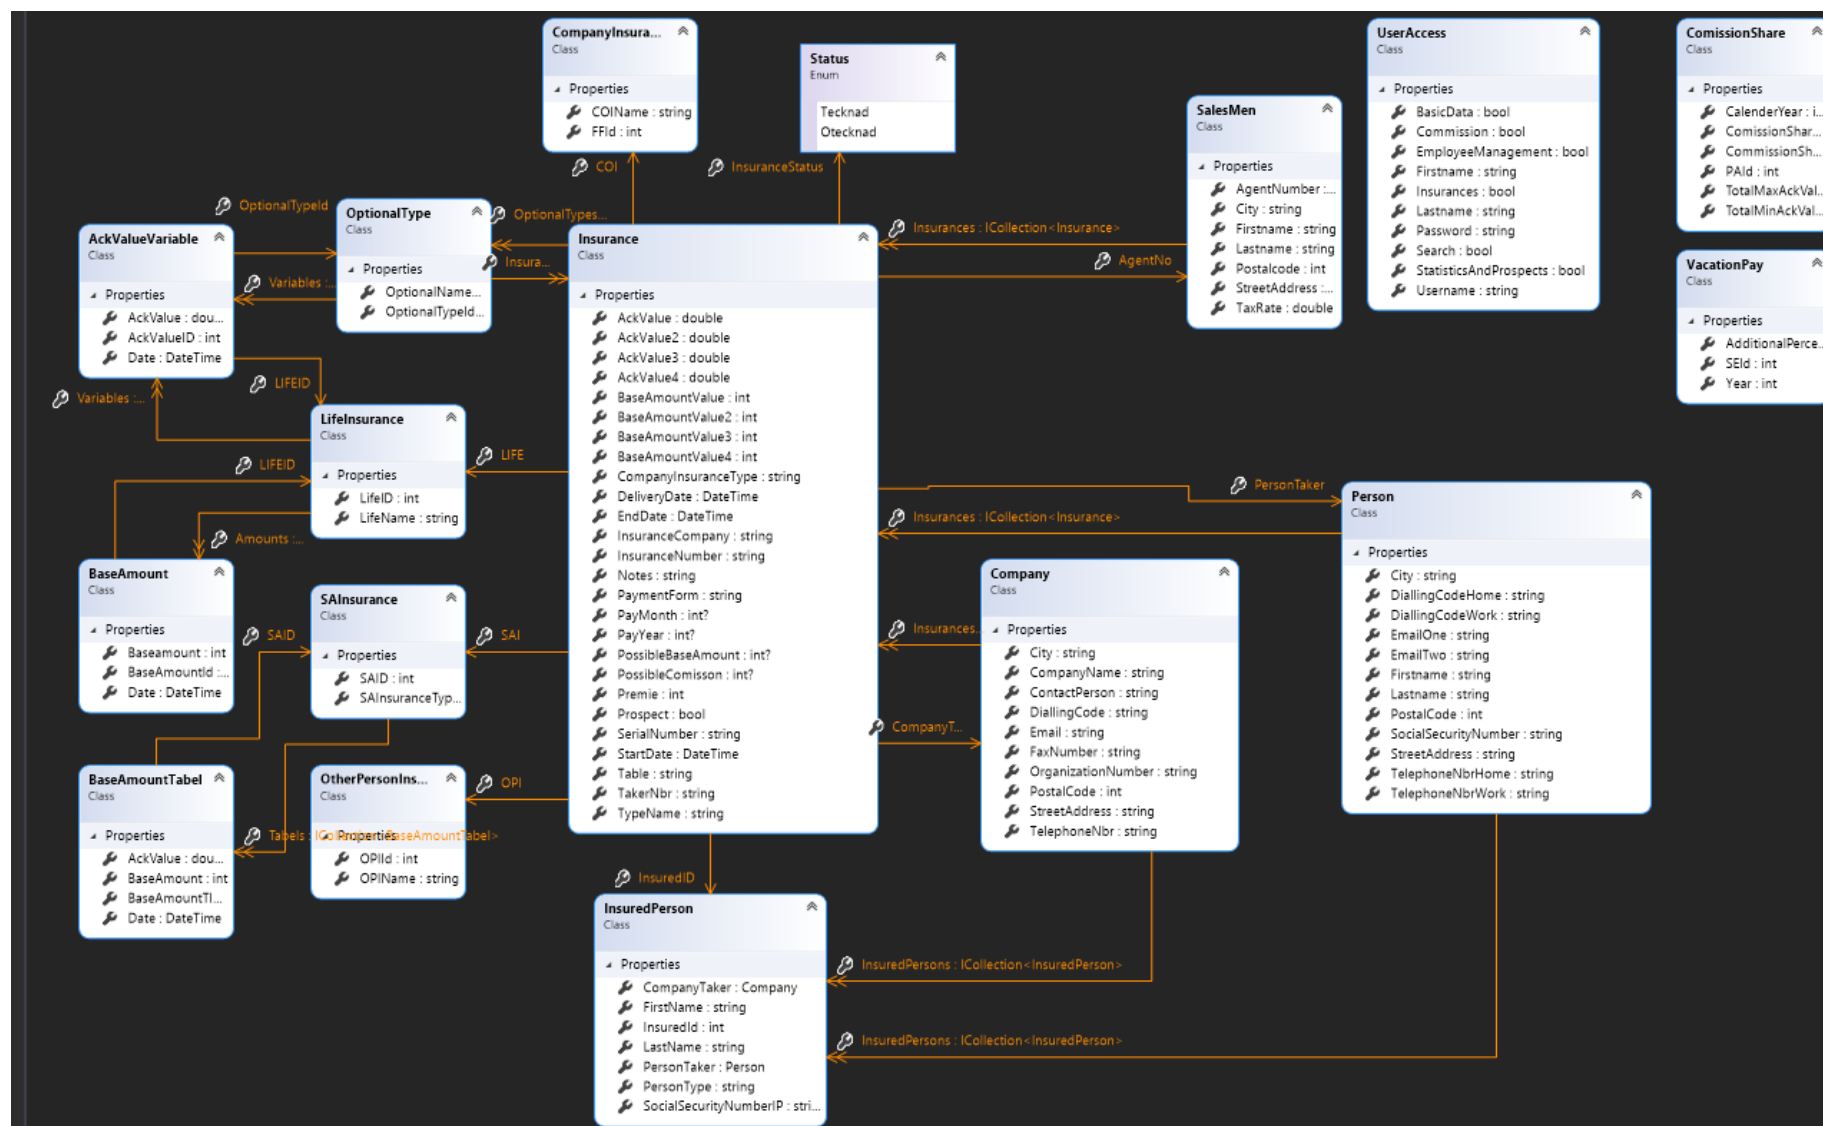 CompanyInsura...
Class
Properties
COIName : string
FFId : int
COI
Status
Enum
Tecknad
Otecknad
InsuranceStatus
SalesMen
Class
Properties
AgentNumber :...
City : string
Firstname : string
Lastname : string
Postalcode : int
StreetAddress :...
TaxRate : double
UserAccess
Class
Properties
BasicData : bool
Commission : bool
EmployeeManagement : bool
Firstname : string
Insurances : bool
Lastname : string
Password : string
Search : bool
StatisticsAndProspects : bool
Username : string
ComissionShare
Class
Properties
CalenderYear : i...
ComissionShar...
CommissionSh...
PAId : int
TotalMaxAckVal...
TotalMinAckVal...
VacationPay
Class
Properties
AdditionalPerce...
SEId : int
Year : int
OptionalTypeId
OptionalType
Class
Properties
OptionalName...
OptionalTypeId...
OptionalTypes...
Insura...
Variables :...
AckValueVariable
Class
Properties
AckValue : dou...
AckValueID : int
Date : DateTime
Variables :...
LIFEID
LifeInsurance
Class
Properties
LifeID : int
LifeName : string
LIFE
LIFEID
Amounts :...
BaseAmount
Class
Properties
Baseamount : int
BaseAmountId :...
Date : DateTime
SAID
SAInsurance
Class
Properties
SAID : int
SAInsuranceTyp...
SAI
BaseAmountTabel
Class
Properties
AckValue : dou...
BaseAmount : int
BaseAmountTI...
Date : DateTime
Tabels : ICollection<BaseAmountTabel>
OtherPersonIns...
Class
Properties
OPIId : int
OPIName : string
OPI
Insurance
Class
Properties
AckValue : double
AckValue2 : double
AckValue3 : double
AckValue4 : double
BaseAmountValue : int
BaseAmountValue2 : int
BaseAmountValue3 : int
BaseAmountValue4 : int
CompanyInsuranceType : string
DeliveryDate : DateTime
EndDate : DateTime
InsuranceCompany : string
InsuranceNumber : string
Notes : string
PaymentForm : string
PayMonth : int?
PayYear : int?
PossibleBaseAmount : int?
PossibleComisson : int?
Premie : int
Prospect : bool
SerialNumber : string
StartDate : DateTime
Table : string
TakerNbr : string
TypeName : string
Insurances : ICollection<Insurance>
AgentNo
PersonTaker
Insurances : ICollection<Insurance>
Insurances...
CompanyT...
Company
Class
Properties
City : string
CompanyName : string
ContactPerson : string
DiallingCode : string
Email : string
FaxNumber : string
OrganizationNumber : string
PostalCode : int
StreetAddress : string
TelephoneNbr : string
Person
Class
Properties
City : string
DiallingCodeHome : string
DiallingCodeWork : string
EmailOne : string
EmailTwo : string
Firstname : string
Lastname : string
PostalCode : int
SocialSecurityNumber : string
StreetAddress : string
TelephoneNbrHome : string
TelephoneNbrWork : string
InsuredID
InsuredPerson
Class
Properties
CompanyTaker : Company
FirstName : string
InsuredId : int
LastName : string
PersonTaker : Person
PersonType : string
SocialSecurityNumberIP : stri...
InsuredPersons : ICollection<InsuredPerson>
InsuredPersons : ICollection<InsuredPerson>